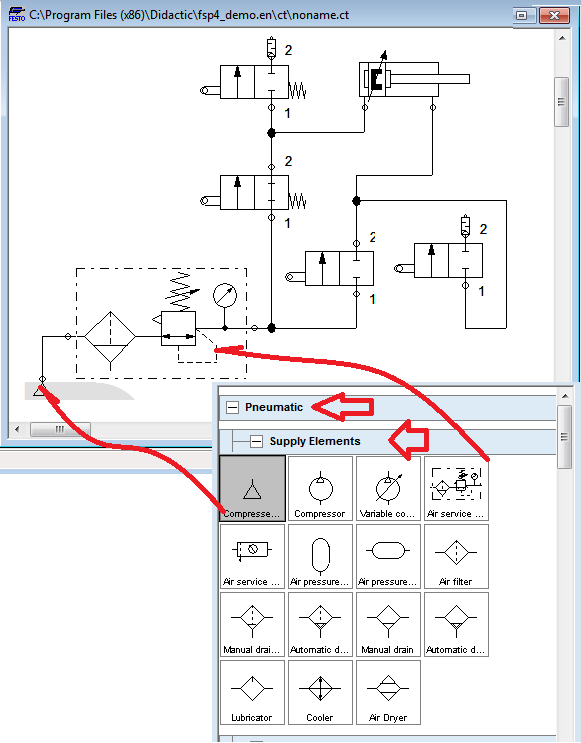 FESTO C:\Program Files (x86)\Didactic\fsp4_demo.en\ct\noname.ct
2
1
2
1
2
1
2
1
Pneumatic
Supply Elements
Compresse... Compressor Variable co... Air service ...
Air service ... Air pressure... Air pressure... Air filter
Manual drai... Automatic d... Manual drain Automatic d...
Lubricator Cooler Air Dryer